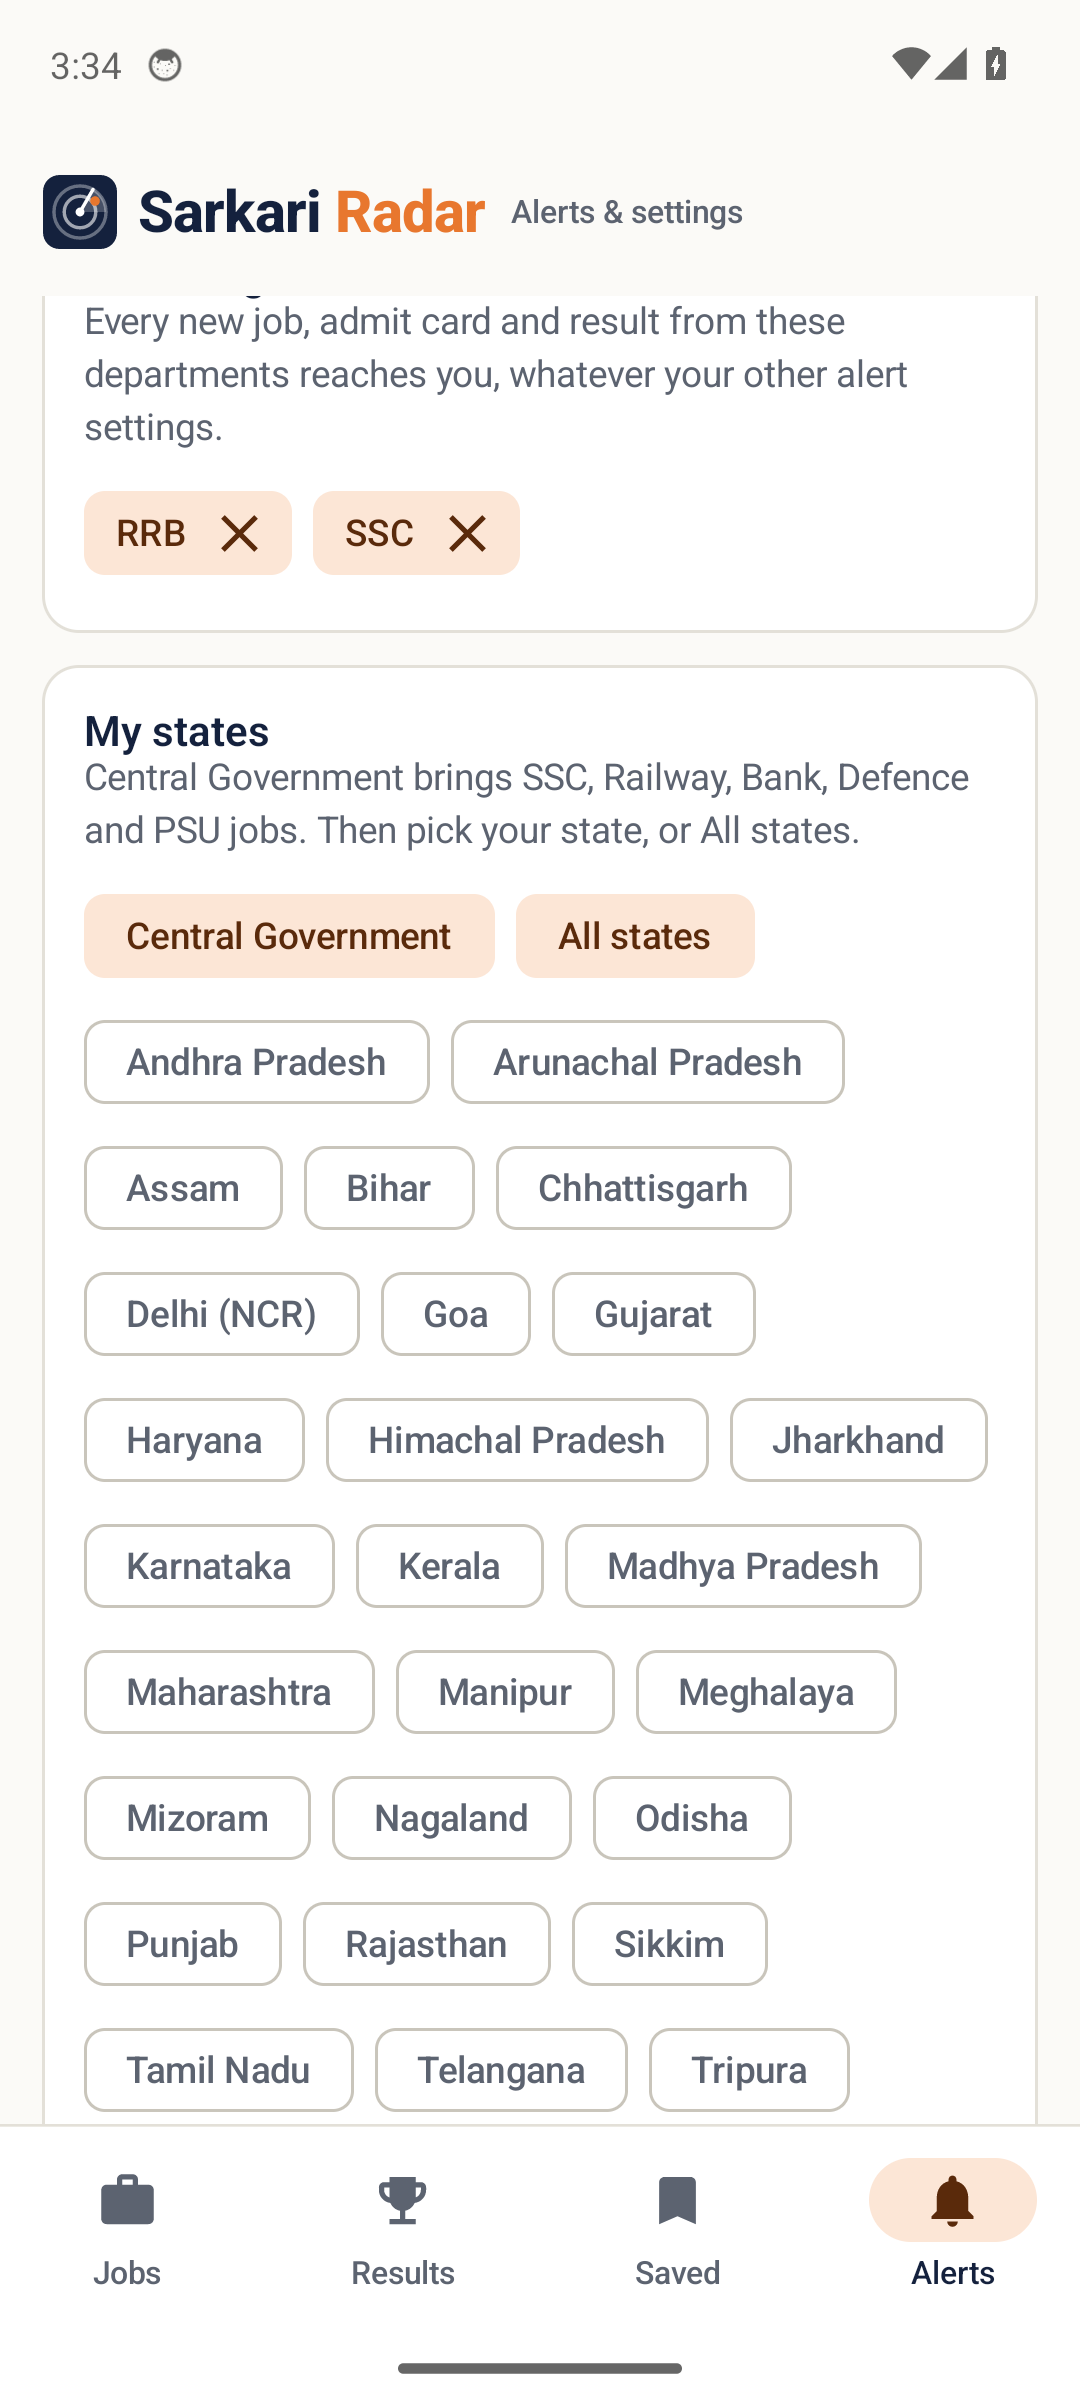 3:34
Sarkari Radar Alerts & settings
Every new job, admit card and result from these
departments reaches you, whatever your other alert
settings.
RRB SSC
My states
Central Government brings SSC, Railway, Bank, Defence
and PSU jobs. Then pick your state, or All states.
Central Government All states
Andhra Pradesh Arunachal Pradesh
Assam Bihar Chhattisgarh
Delhi (NCR) Goa Gujarat
Haryana Himachal Pradesh Jharkhand
Karnataka Kerala Madhya Pradesh
Maharashtra Manipur Meghalaya
Mizoram Nagaland Odisha
Punjab Rajasthan Sikkim
Tamil Nadu Telangana Tripura
Jobs Results Saved Alerts